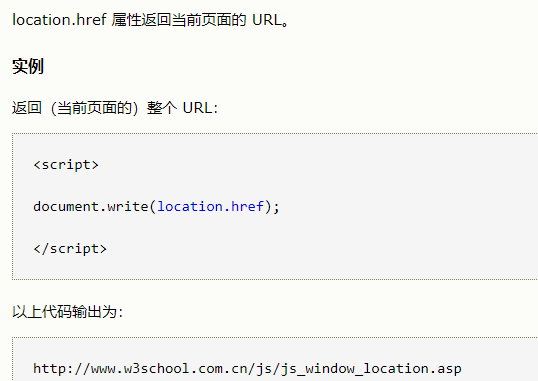 location.href 属性返回当前页面的 URL。
实例
返回（当前页面的）整个 URL：
<script>
document.write(location.href);
</script>
以上代码输出为：
http://www.w3school.com.cn/js/js_window_location.asp